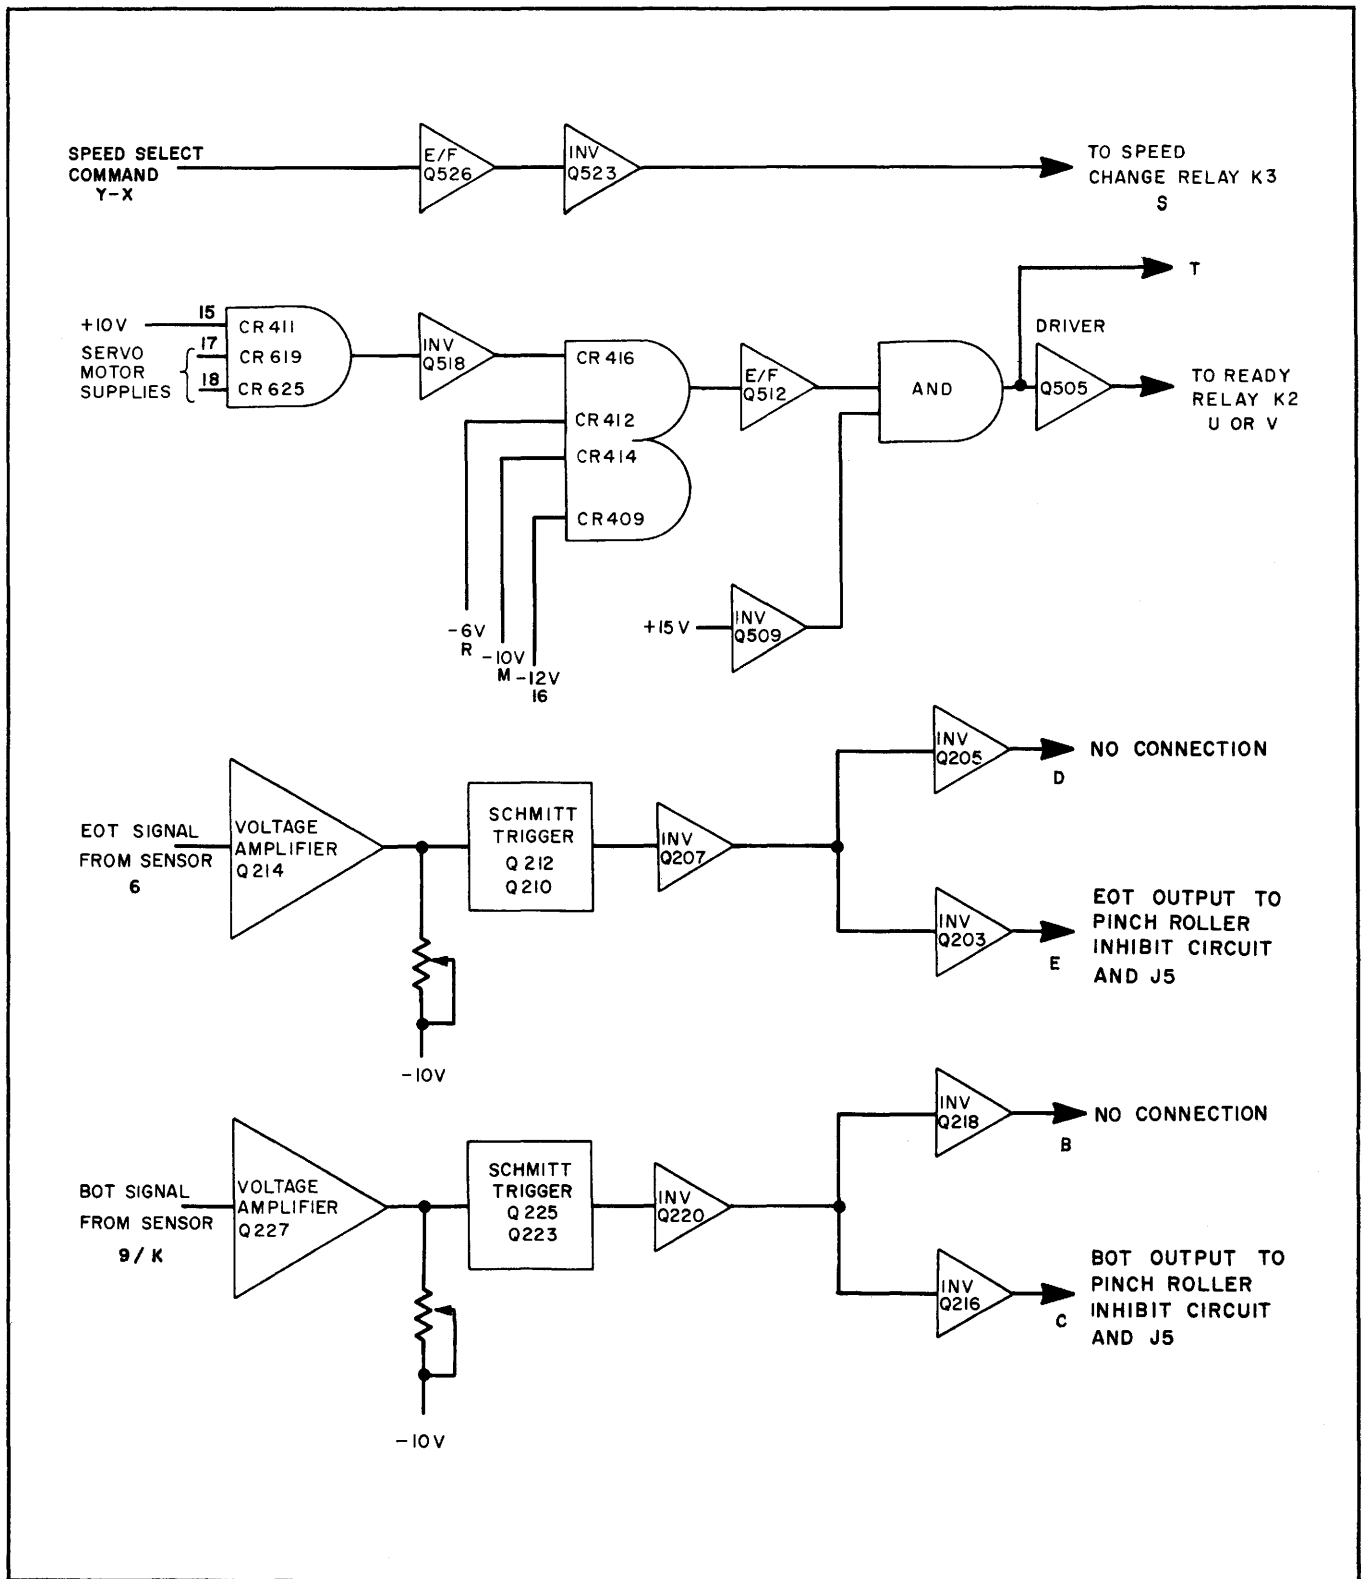 SPEED SELECT
COMMAND
Y-X
E/F
Q526
INV
Q523
TO SPEED
CHANGE RELAY K3
S
T
+10V
15
CR411
SERVO
MOTOR
SUPPLIES
17
CR619
18
CR625
INV
Q518
CR416
CR412
CR414
CR409
E/F
Q512
AND
DRIVER
Q505
TO READY
RELAY K2
U OR V
-6V
R
-10V
M
-12V
16
+15V
INV
Q509
EOT SIGNAL
FROM SENSOR
6
VOLTAGE
AMPLIFIER
Q214
SCHMITT
TRIGGER
Q212
Q210
INV
Q207
INV
Q205
D
NO CONNECTION
INV
Q203
E
EOT OUTPUT TO
PINCH ROLLER
INHIBIT CIRCUIT
AND J5
-10V
BOT SIGNAL
FROM SENSOR
9/K
VOLTAGE
AMPLIFIER
Q227
SCHMITT
TRIGGER
Q225
Q223
INV
Q220
INV
Q218
B
NO CONNECTION
INV
Q216
C
BOT OUTPUT TO
PINCH ROLLER
INHIBIT CIRCUIT
AND J5
-10V